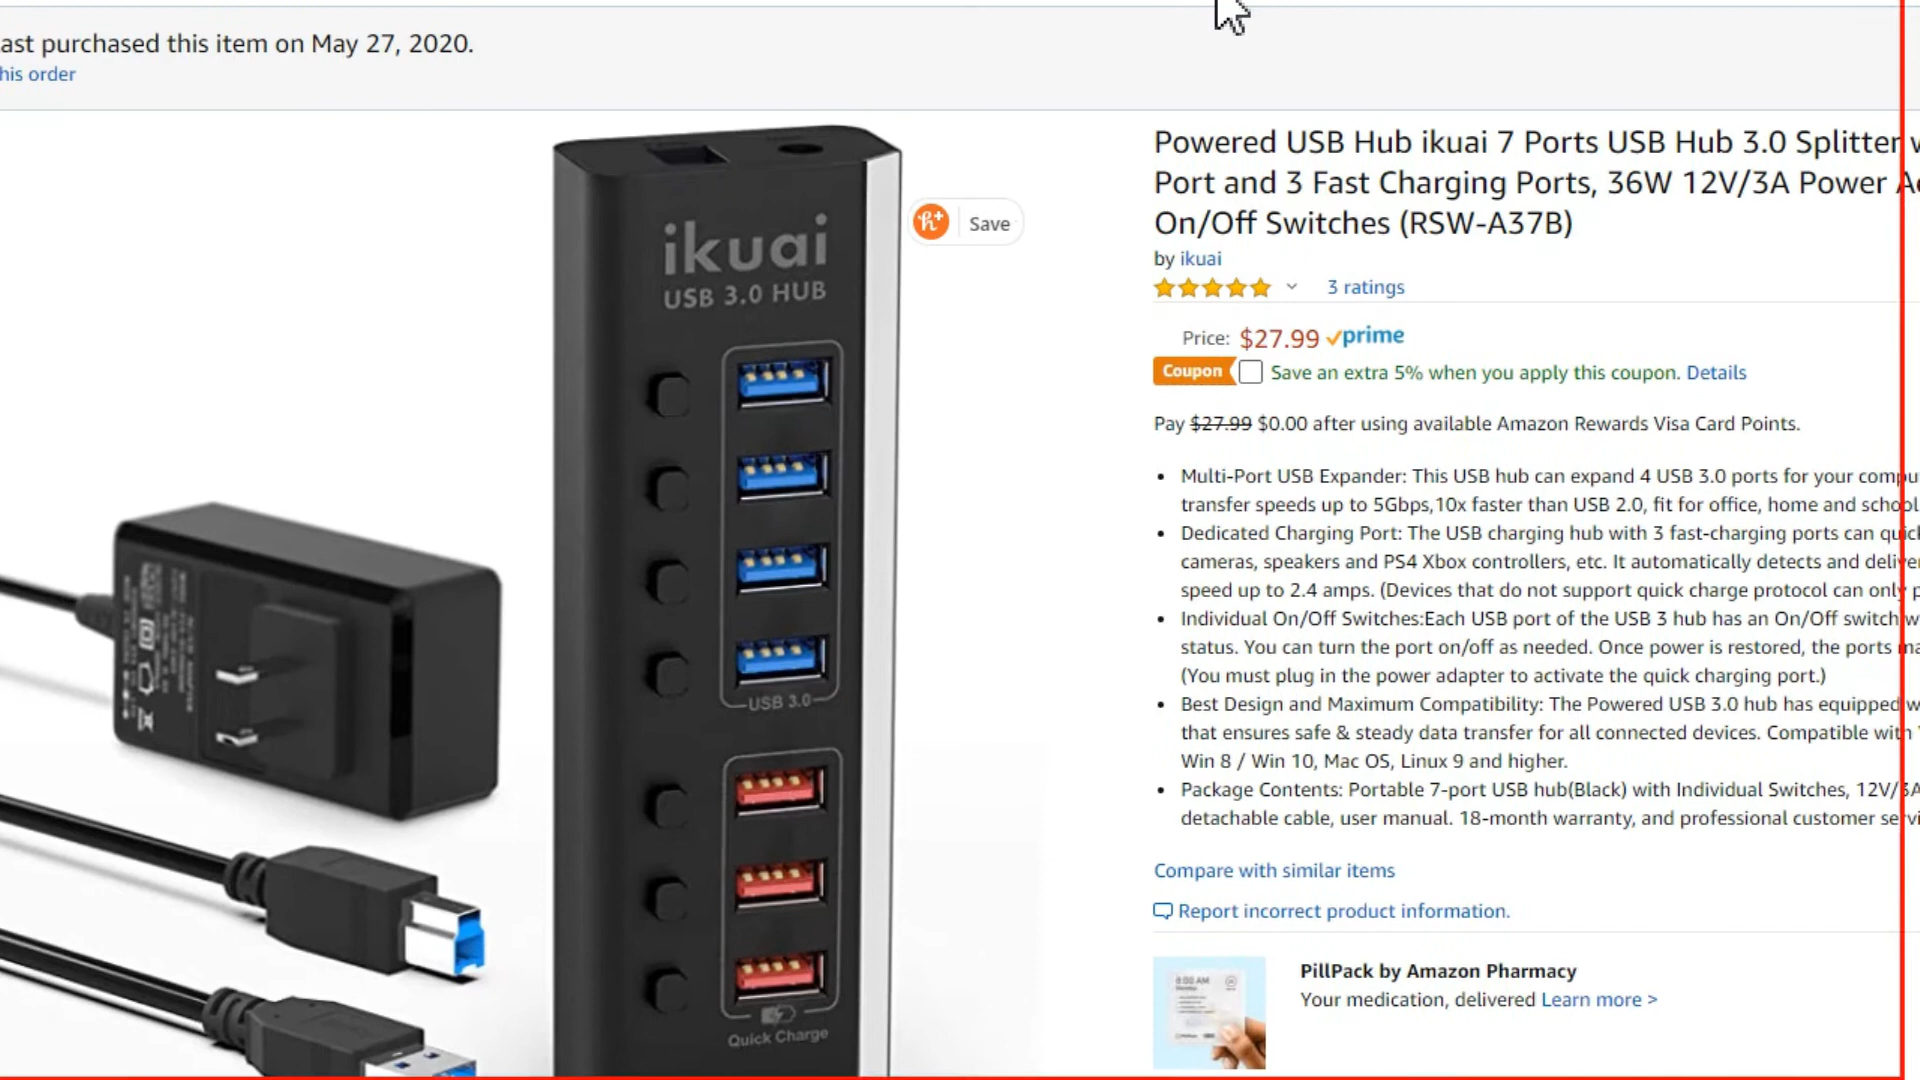 ast purchased this item on May 27, 2020.
his order
ikuai
USB 3.0 HUB
USB 3.0
Quick Charge
Save
Powered USB Hub ikuai 7 Ports USB Hub 3.0 Splitter
Port and 3 Fast Charging Ports, 36W 12V/3A Power
On/Off Switches (RSW-A37B)
by ikuai
3 ratings
Price: $27.99 prime
Coupon Save an extra 5% when you apply this coupon. Details
Pay $27.99 $0.00 after using available Amazon Rewards Visa Card Points.
Multi-Port USB Expander: This USB hub can expand 4 USB 3.0 ports for your compu
transfer speeds up to 5Gbps,10x faster than USB 2.0, fit for office, home and school
Dedicated Charging Port: The USB charging hub with 3 fast-charging ports can quick
cameras, speakers and PS4 Xbox controllers, etc. It automatically detects and deliver
speed up to 2.4 amps. (Devices that do not support quick charge protocol can only p
Individual On/Off Switches:Each USB port of the USB 3 hub has an On/Off switch w
status. You can turn the port on/off as needed. Once power is restored, the ports ma
(You must plug in the power adapter to activate the quick charging port.)
Best Design and Maximum Compatibility: The Powered USB 3.0 hub has equipped w
that ensures safe & steady data transfer for all connected devices. Compatible with
Win 8 / Win 10, Mac OS, Linux 9 and higher.
Package Contents: Portable 7-port USB hub(Black) with Individual Switches, 12V/3A
detachable cable, user manual. 18-month warranty, and professional customer servi
Compare with similar items
Report incorrect product information.
8:00 AM
PillPack by Amazon Pharmacy
Your medication, delivered Learn more >